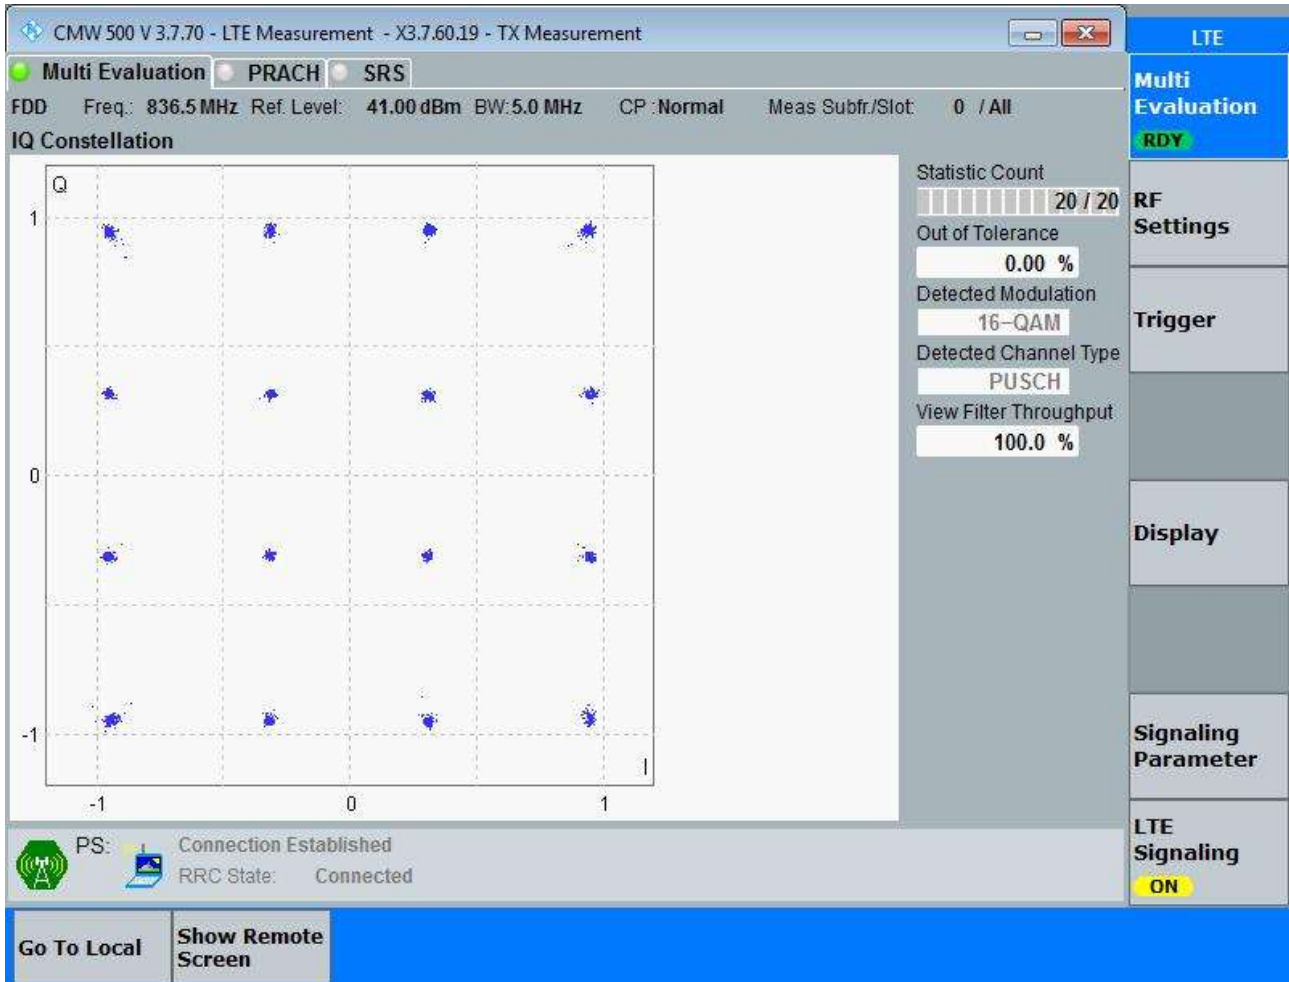 CMW 500 V 3.7.70 - LTE Measurement - X3.7.60.19 - TX Measurement
LTE
Multi Evaluation PRACH SRS
FDD Freq.: 836.5 MHz Ref. Level: 41.00 dBm BW: 5.0 MHz CP : Normal Meas Subfr./Slot: 0 / All
IQ Constellation
Q
1
0
-1
I
-1 0 1
Statistic Count
20 / 20
Out of Tolerance
0.00 %
Detected Modulation
16-QAM
Detected Channel Type
PUSCH
View Filter Throughput
100.0 %
Multi
Evaluation
RDY
RF
Settings
Trigger
Display
Signaling
Parameter
LTE
Signaling
ON
PS: Connection Established
RRC State: Connected
Go To Local
Show Remote
Screen